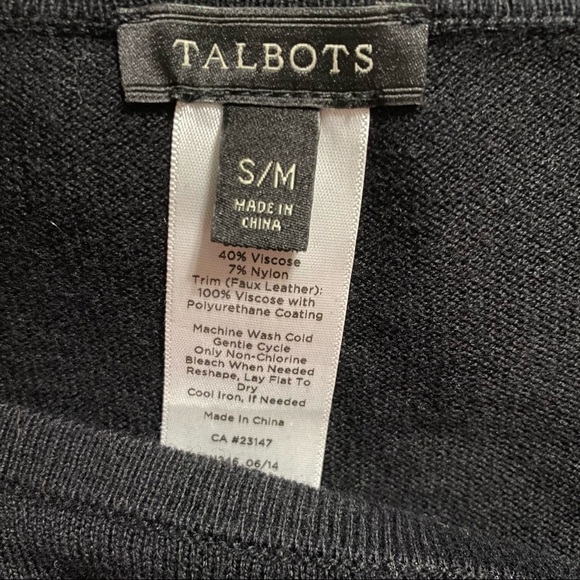 TALBOTS
S/M
MADE IN
CHINA
40% Viscose
7% Nylon
Trim (Faux Leather):
100% Viscose with
Polyurethane Coating
Machine Wash Cold
Gentle Cycle
Only Non-Chlorine
Bleach When Needed
Reshape, Lay Flat To
Dry
Cool Iron, If Needed
Made In China
CA #23147
06/14